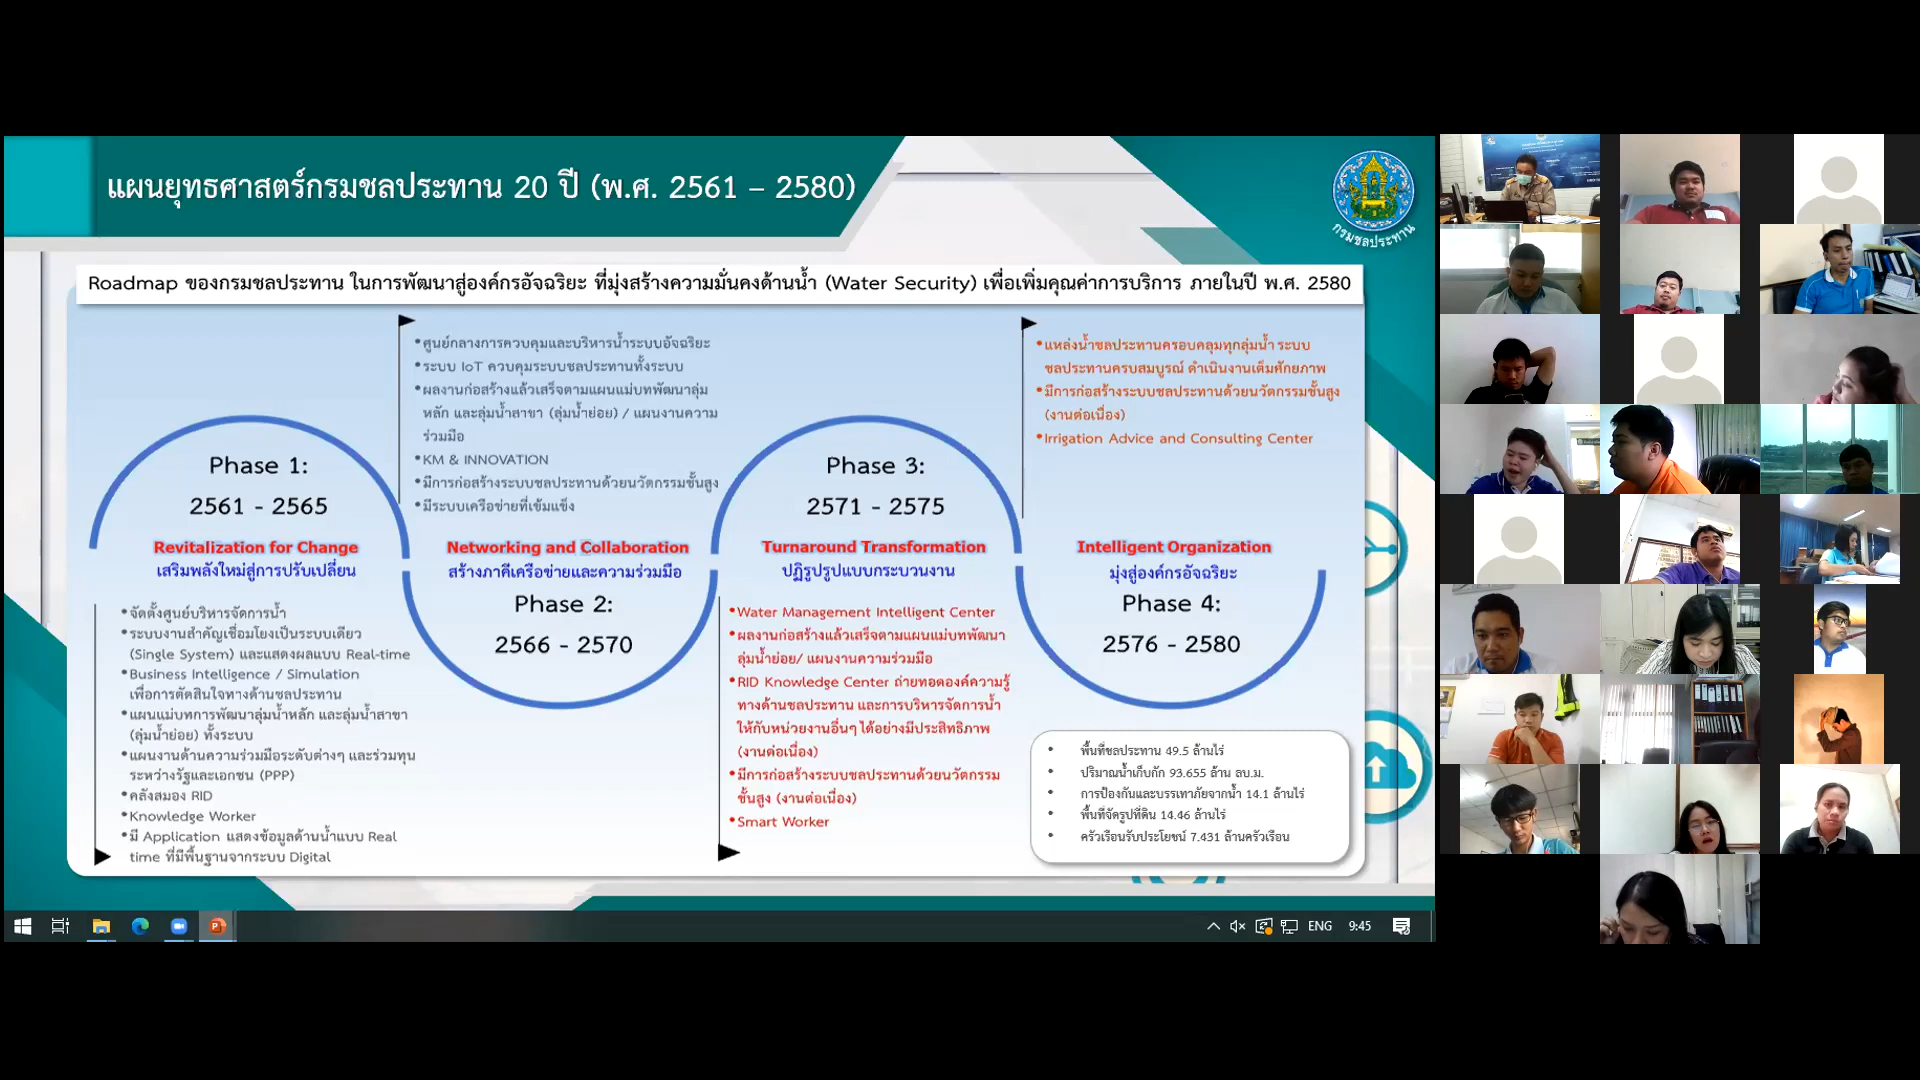 แผนยุทธศาสตร์กรมชลประทาน 20 ปี (พ.ศ. 2561 – 2580)
กรมชลประทาน
Roadmap ของกรมชลประทาน ในการพัฒนาสู่องค์กรอัจฉริยะ ที่มุ่งสร้างความมั่นคงด้านน้ำ (Water Security) เพื่อเพิ่มคุณค่าการบริการ ภายในปี พ.ศ. 2580
Phase 1:
2561 - 2565
Revitalization for Change
เสริมพลังใหม่สู่การปรับเปลี่ยน
•จัดตั้งศูนย์บริหารจัดการน้ำ
•ระบบงานสำคัญเชื่อมโยงเป็นระบบเดียว
(Single System) และแสดงผลแบบ Real-time
•Business Intelligence / Simulation
เพื่อการตัดสินใจทางด้านชลประทาน
•แผนแม่บทการพัฒนาลุ่มน้ำหลัก และลุ่มน้ำสาขา
(ลุ่มน้ำย่อย) ทั้งระบบ
•แผนงานด้านความร่วมมือระดับต่างๆ และร่วมทุน
ระหว่างรัฐและเอกชน (PPP)
•คลังสมอง RID
•Knowledge Worker
•มี Application แสดงข้อมูลด้านน้ำแบบ Real
time ที่มีพื้นฐานจากระบบ Digital
•ศูนย์กลางการควบคุมและบริหารน้ำระบบอัจฉริยะ
•ระบบ IoT ควบคุมระบบชลประทานทั้งระบบ
•ผลงานก่อสร้างแล้วเสร็จตามแผนแม่บทพัฒนาลุ่ม
หลัก และลุ่มน้ำสาขา (ลุ่มน้ำย่อย) / แผนงานความ
ร่วมมือ
•KM & INNOVATION
•มีการก่อสร้างระบบชลประทานด้วยนวัตกรรมชั้นสูง
•มีระบบเครือข่ายที่เข้มแข็ง
Networking and Collaboration
สร้างภาคีเครือข่ายและความร่วมมือ
Phase 2:
2566 - 2570
Phase 3:
2571 - 2575
Turnaround Transformation
ปฏิรูปรูปแบบกระบวนงาน
•Water Management Intelligent Center
•ผลงานก่อสร้างแล้วเสร็จตามแผนแม่บทพัฒนา
ลุ่มน้ำย่อย/ แผนงานความร่วมมือ
•RID Knowledge Center ถ่ายทอดองค์ความรู้
ทางด้านชลประทาน และการบริหารจัดการน้ำ
ให้กับหน่วยงานอื่นๆ ได้อย่างมีประสิทธิภาพ
(งานต่อเนื่อง)
•มีการก่อสร้างระบบชลประทานด้วยนวัตกรรม
ชั้นสูง (งานต่อเนื่อง)
•Smart Worker
•แหล่งน้ำชลประทานครอบคลุมทุกลุ่มน้ำ ระบบ
ชลประทานครบสมบูรณ์ ดำเนินงานเต็มศักยภาพ
•มีการก่อสร้างระบบชลประทานด้วยนวัตกรรมชั้นสูง
(งานต่อเนื่อง)
•Irrigation Advice and Consulting Center
Intelligent Organization
มุ่งสู่องค์กรอัจฉริยะ
Phase 4:
2576 - 2580
• พื้นที่ชลประทาน 49.5 ล้านไร่
• ปริมาณน้ำเก็บกัก 93.655 ล้าน ลบ.ม.
• การป้องกันและบรรเทาภัยจากน้ำ 14.1 ล้านไร่
• พื้นที่จัดรูปที่ดิน 14.46 ล้านไร่
• ครัวเรือนรับประโยชน์ 7.431 ล้านครัวเรือน
ENG 9:45